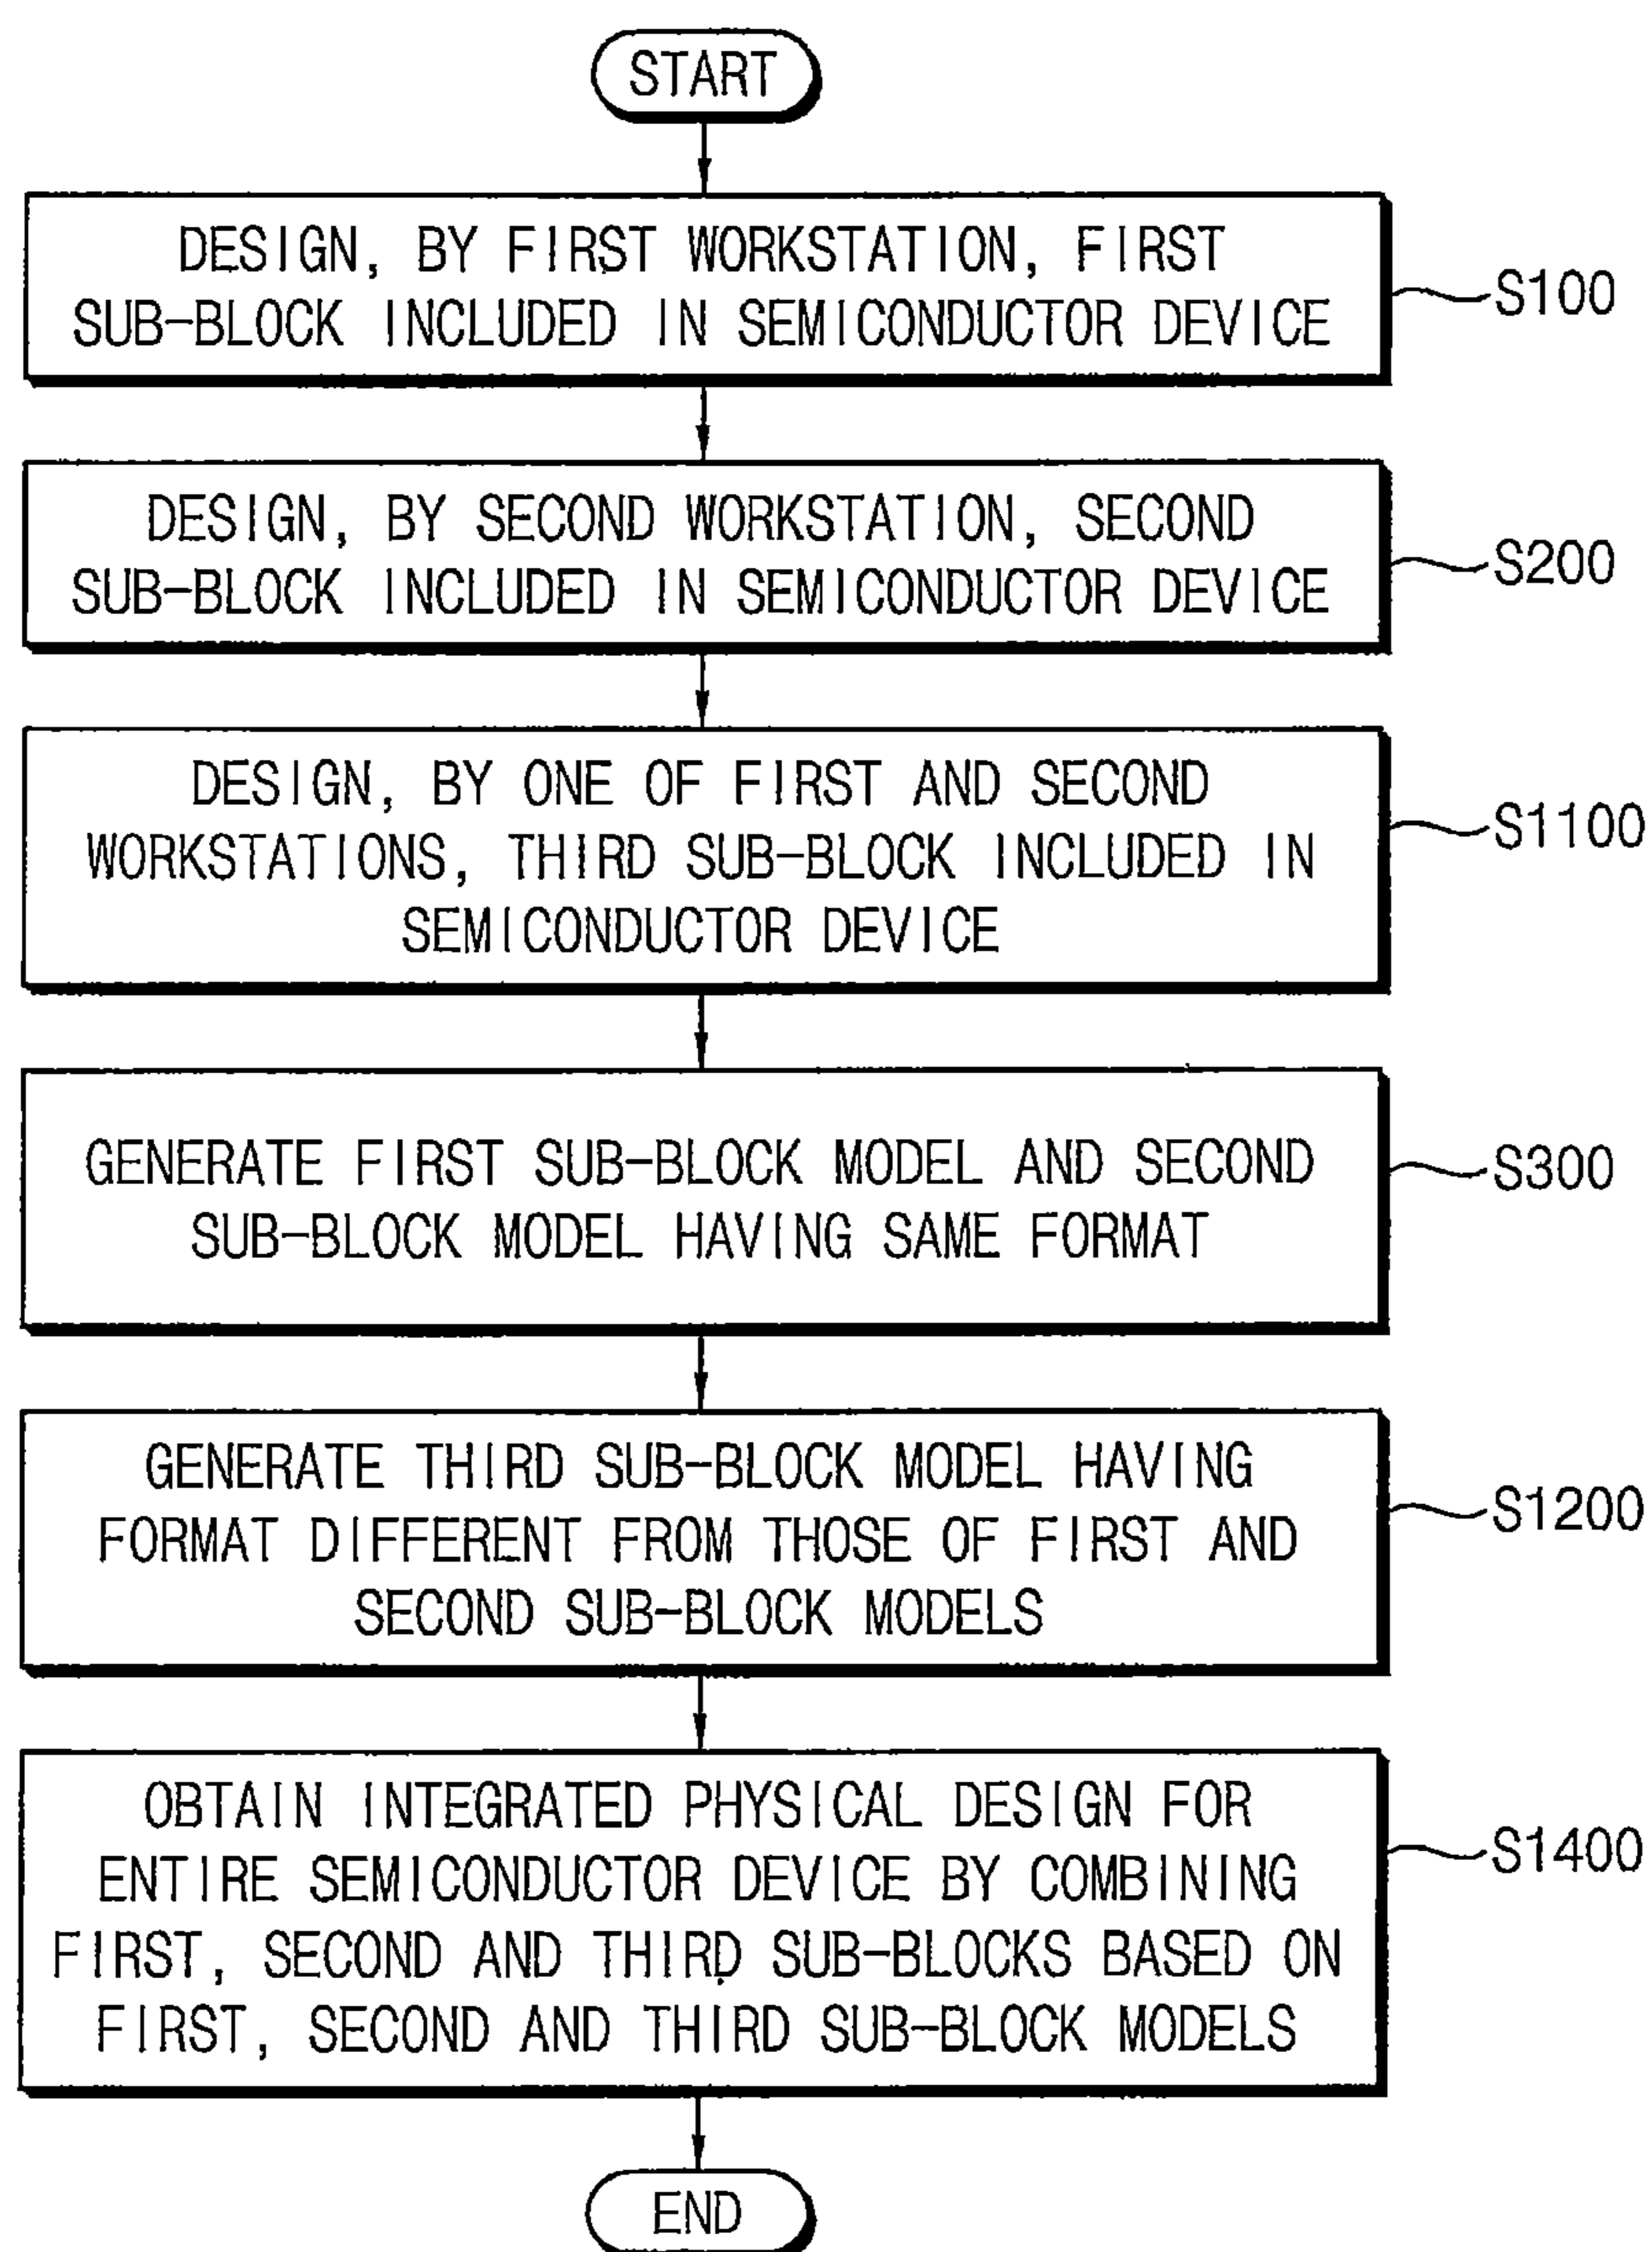 START
DESIGN, BY FIRST WORKSTATION, FIRST
SUB-BLOCK INCLUDED IN SEMICONDUCTOR DEVICE
S100
DESIGN, BY SECOND WORKSTATION, SECOND
SUB-BLOCK INCLUDED IN SEMICONDUCTOR DEVICE
S200
DESIGN, BY ONE OF FIRST AND SECOND
WORKSTATIONS, THIRD SUB-BLOCK INCLUDED IN
SEMICONDUCTOR DEVICE
S1100
GENERATE FIRST SUB-BLOCK MODEL AND SECOND
SUB-BLOCK MODEL HAVING SAME FORMAT
S300
GENERATE THIRD SUB-BLOCK MODEL HAVING
FORMAT DIFFERENT FROM THOSE OF FIRST AND
SECOND SUB-BLOCK MODELS
S1200
OBTAIN INTEGRATED PHYSICAL DESIGN FOR
ENTIRE SEMICONDUCTOR DEVICE BY COMBINING
FIRST, SECOND AND THIRD SUB-BLOCKS BASED ON
FIRST, SECOND AND THIRD SUB-BLOCK MODELS
S1400
END